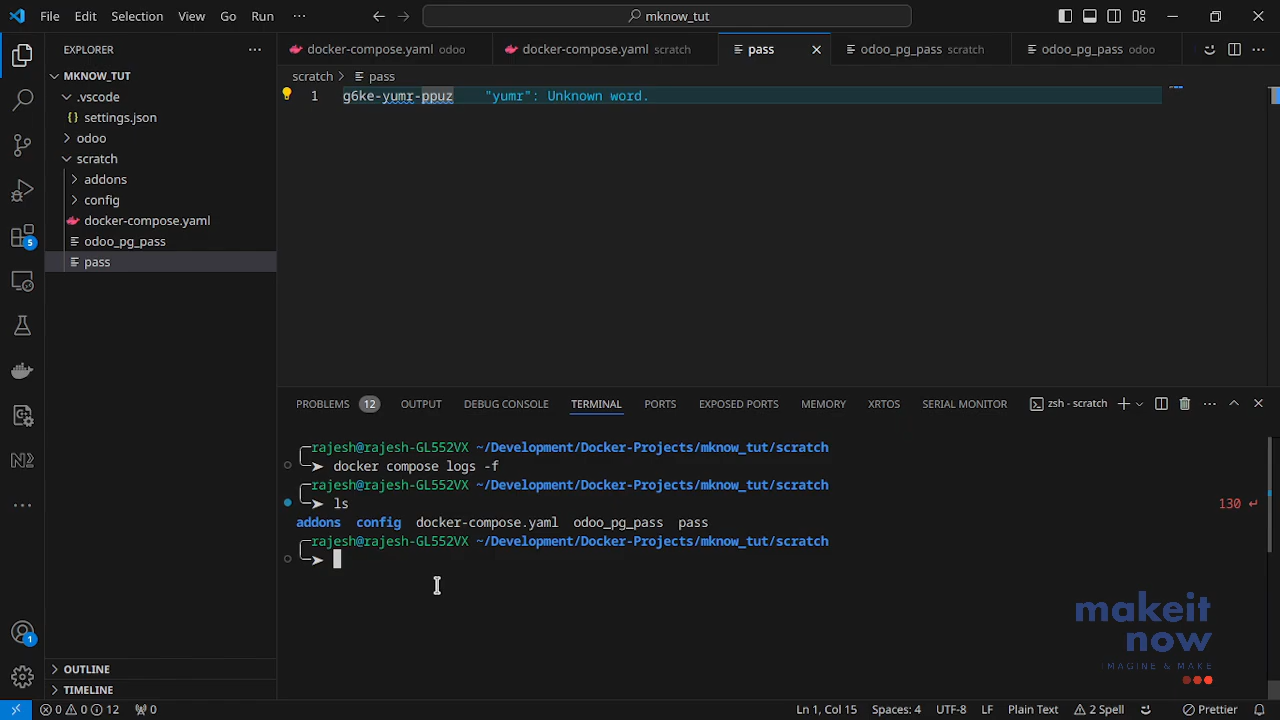 File Edit Selection View Go Run ··· mknow_tut
EXPLORER ···
docker-compose.yaml odoo docker-compose.yaml scratch pass odoo_pg_pass scratch odoo_pg_pass odoo ···
MKNOW_TUT
scratch > pass
.vscode
1 g6ke-yumr-ppuz "yumr": Unknown word.
{} settings.json
odoo
scratch
addons
config
docker-compose.yaml
odoo_pg_pass
5
pass
PROBLEMS 12 OUTPUT DEBUG CONSOLE TERMINAL PORTS EXPOSED PORTS MEMORY XRTOS SERIAL MONITOR zsh - scratch
rajesh@rajesh-GL552VX ~/Development/Docker-Projects/mknow_tut/scratch
docker compose logs -f
rajesh@rajesh-GL552VX ~/Development/Docker-Projects/mknow_tut/scratch
ls 130 ↵
addons config docker-compose.yaml odoo_pg_pass pass
rajesh@rajesh-GL552VX ~/Development/Docker-Projects/mknow_tut/scratch
makeit
now
IMAGINE & MAKE
1
OUTLINE
TIMELINE
0 0 12 0 Ln 1, Col 15 Spaces: 4 UTF-8 LF Plain Text 2 Spell Prettier